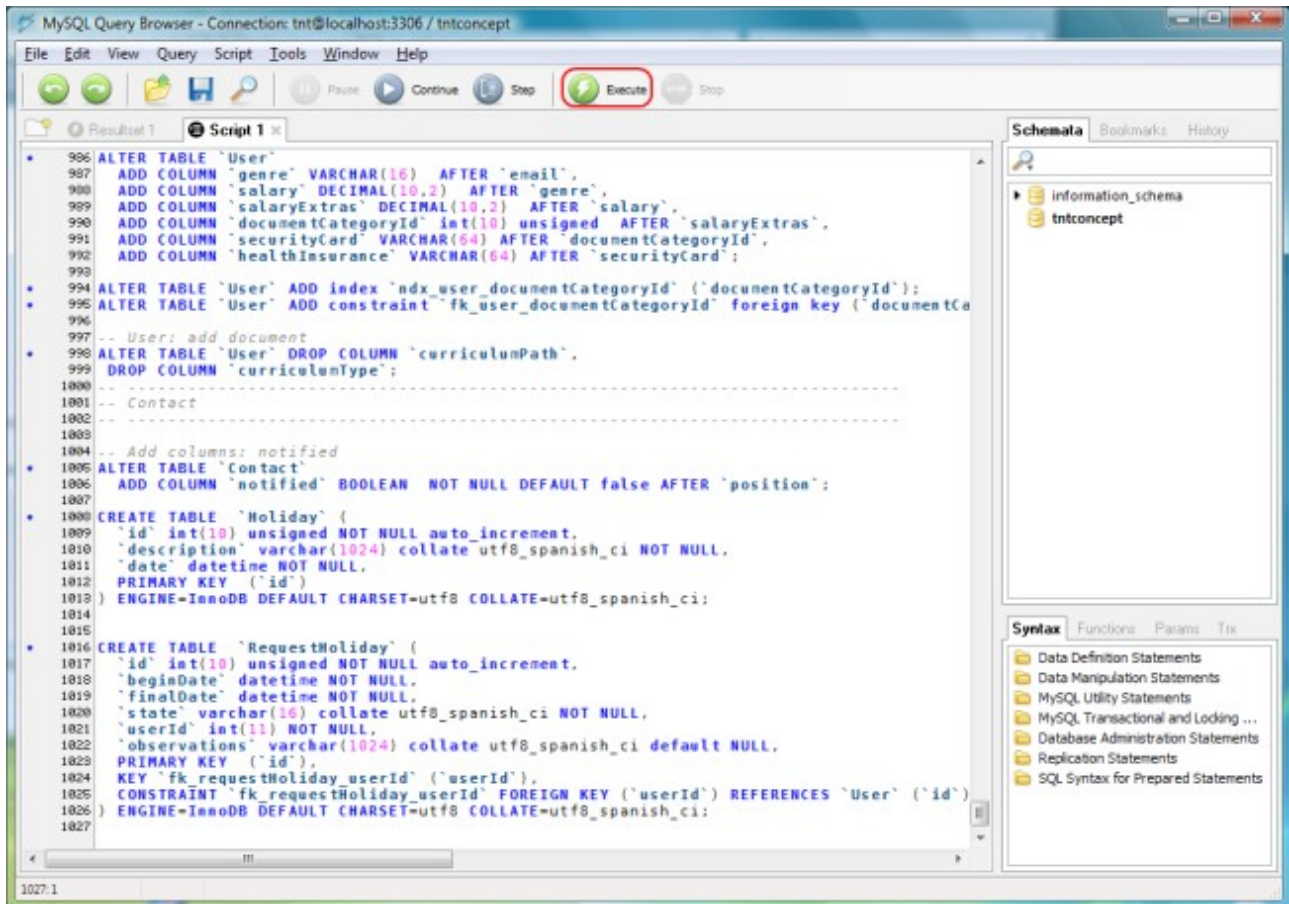 MySQL Query Browser - Connection: tnt@localhost:3306 / tntconcept
File Edit View Query Script Tools Window Help
Pause Continue Step Execute Stop
Resultset 1 Script 1
986 ALTER TABLE `User`
987 ADD COLUMN `genre` VARCHAR(16) AFTER `email`,
988 ADD COLUMN `salary` DECIMAL(10,2) AFTER `genre`,
989 ADD COLUMN `salaryExtras` DECIMAL(10,2) AFTER `salary`,
990 ADD COLUMN `documentCategoryId` int(10) unsigned AFTER `salaryExtras`,
991 ADD COLUMN `securityCard` VARCHAR(64) AFTER `documentCategoryId`,
992 ADD COLUMN `healthInsurance` VARCHAR(64) AFTER `securityCard`;
993
994 ALTER TABLE `User` ADD index `ndx_user_documentCategoryId` (`documentCategoryId`);
995 ALTER TABLE `User` ADD constraint `fk_user_documentCategoryId` foreign key (`documentCa
996
997 -- User: add document
998 ALTER TABLE `User` DROP COLUMN `curriculumPath`,
999 DROP COLUMN `curriculumType`;
1000 -- -----------------------------------------------------------------------------
1001 -- Contact
1002 -- -----------------------------------------------------------------------------
1003
1004 -- Add columns: notified
1005 ALTER TABLE `Contact`
1006 ADD COLUMN `notified` BOOLEAN NOT NULL DEFAULT false AFTER `position`;
1007
1008 CREATE TABLE `Holiday` (
1009 `id` int(10) unsigned NOT NULL auto_increment,
1010 `description` varchar(1024) collate utf8_spanish_ci NOT NULL,
1011 `date` datetime NOT NULL,
1012 PRIMARY KEY (`id`)
1013 ) ENGINE=InnoDB DEFAULT CHARSET=utf8 COLLATE=utf8_spanish_ci;
1014
1015
1016 CREATE TABLE `RequestHoliday` (
1017 `id` int(10) unsigned NOT NULL auto_increment,
1018 `beginDate` datetime NOT NULL,
1019 `finalDate` datetime NOT NULL,
1020 `state` varchar(16) collate utf8_spanish_ci NOT NULL,
1021 `userId` int(11) NOT NULL,
1022 `observations` varchar(1024) collate utf8_spanish_ci default NULL,
1023 PRIMARY KEY (`id`),
1024 KEY `fk_requestHoliday_userId` (`userId`),
1025 CONSTRAINT `fk_requestHoliday_userId` FOREIGN KEY (`userId`) REFERENCES `User` (`id`)
1026 ) ENGINE=InnoDB DEFAULT CHARSET=utf8 COLLATE=utf8_spanish_ci;
1027
1027:1
Schemata Bookmarks History
information_schema
tntconcept
Syntax Functions Params Trx
Data Definition Statements
Data Manipulation Statements
MySQL Utility Statements
MySQL Transactional and Locking ...
Database Administration Statements
Replication Statements
SQL Syntax for Prepared Statements